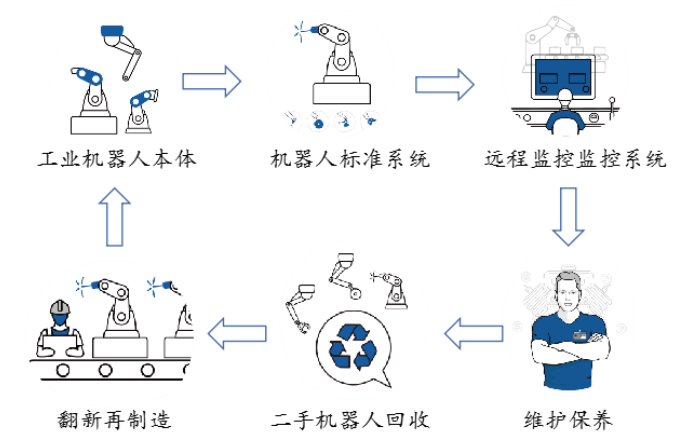 工业机器人本体
机器人标准系统
远程监控监控系统
翻新再制造
二手机器人回收
维护保养